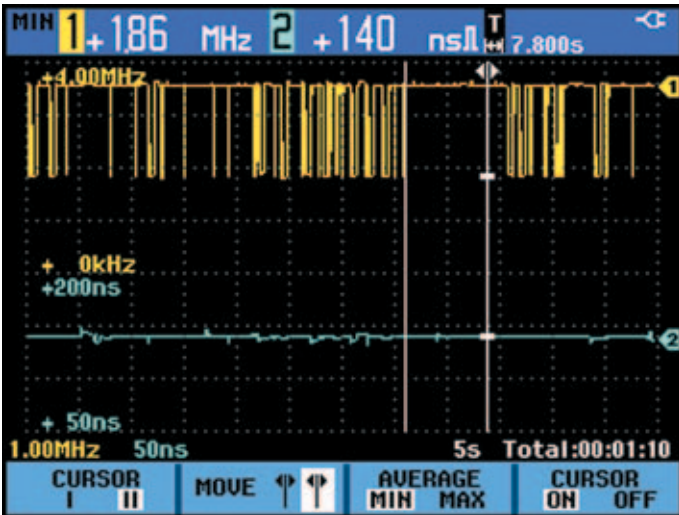 MIN 1 + 1.86 MHz 2 + 140 ns T 7.800s
+4.00MHz
1
+ 0kHz
+200ns
2
+ 50ns
1.00MHz 50ns 5s Total:00:01:10
CURSOR MOVE AVERAGE CURSOR
I II MIN MAX ON OFF